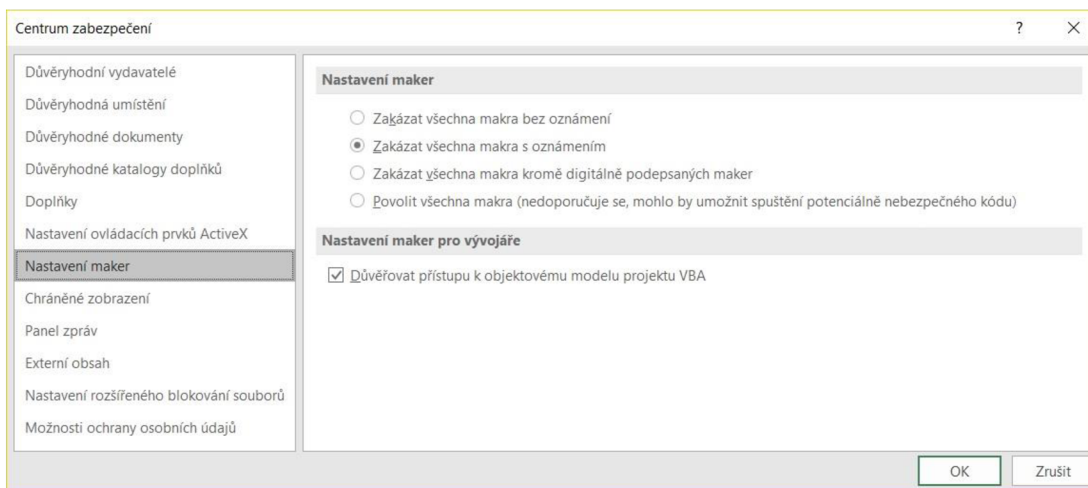 Centrum zabezpečení
Důvěryhodní vydavatelé
Důvěryhodná umístění
Důvěryhodné dokumenty
Důvěryhodné katalogy doplňků
Doplňky
Nastavení ovládacích prvků ActiveX
Nastavení maker
Chráněné zobrazení
Panel zpráv
Externí obsah
Nastavení rozšířeného blokování souborů
Možnosti ochrany osobních údajů
Nastavení maker
Zakázat všechna makra bez oznámení
Zakázat všechna makra s oznámením
Zakázat všechna makra kromě digitálně podepsaných maker
Povolit všechna makra (nedoporučuje se, mohlo by umožnit spuštění potenciálně nebezpečného kódu)
Nastavení maker pro vývojáře
Důvěřovat přístupu k objektovému modelu projektu VBA
OK
Zrušit